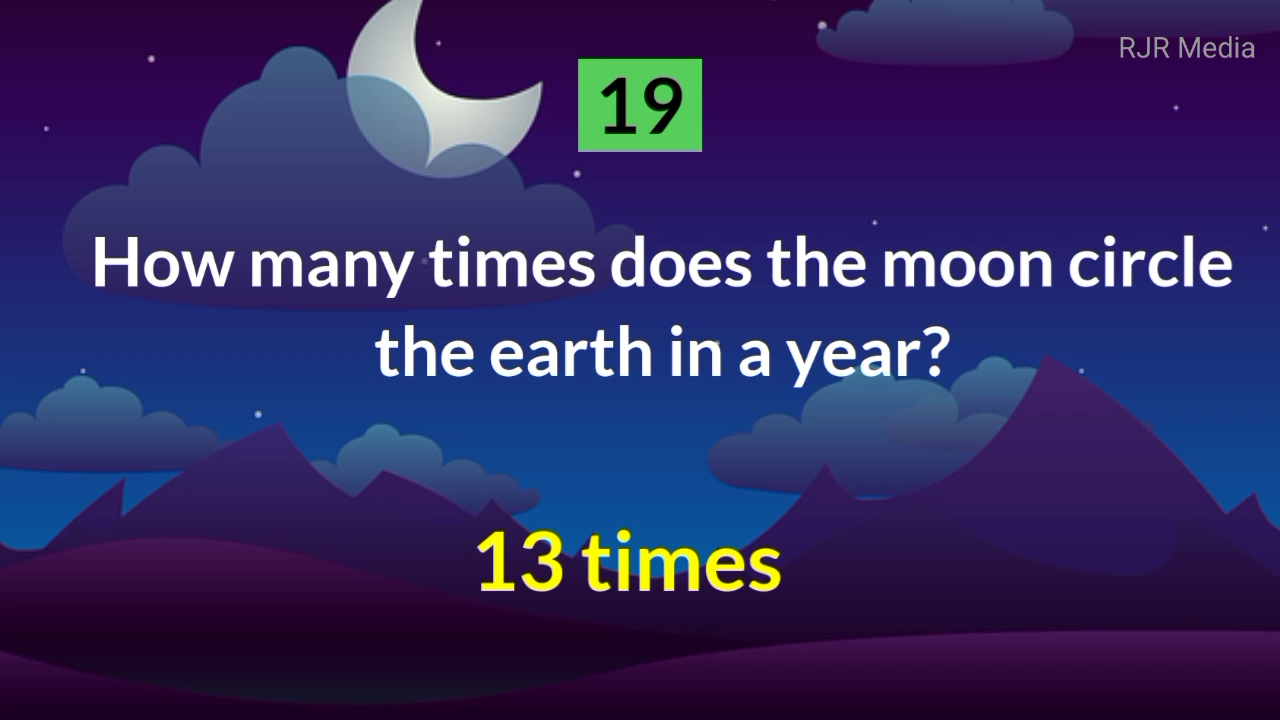 RJR Media
19
How many times does the moon circle
the earth in a year?
13 times